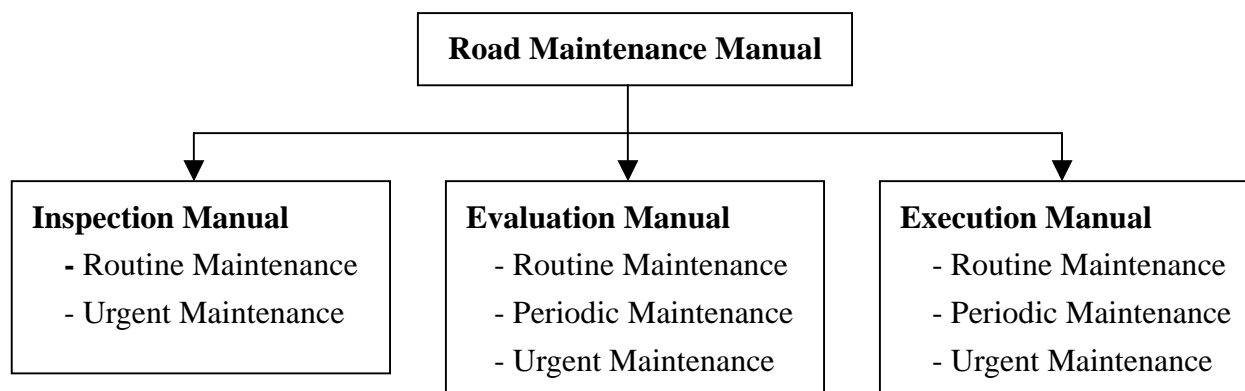 Road Maintenance Manual
Inspection Manual
- Routine Maintenance
- Urgent Maintenance
Evaluation Manual
- Routine Maintenance
- Periodic Maintenance
- Urgent Maintenance
Execution Manual
- Routine Maintenance
- Periodic Maintenance
- Urgent Maintenance